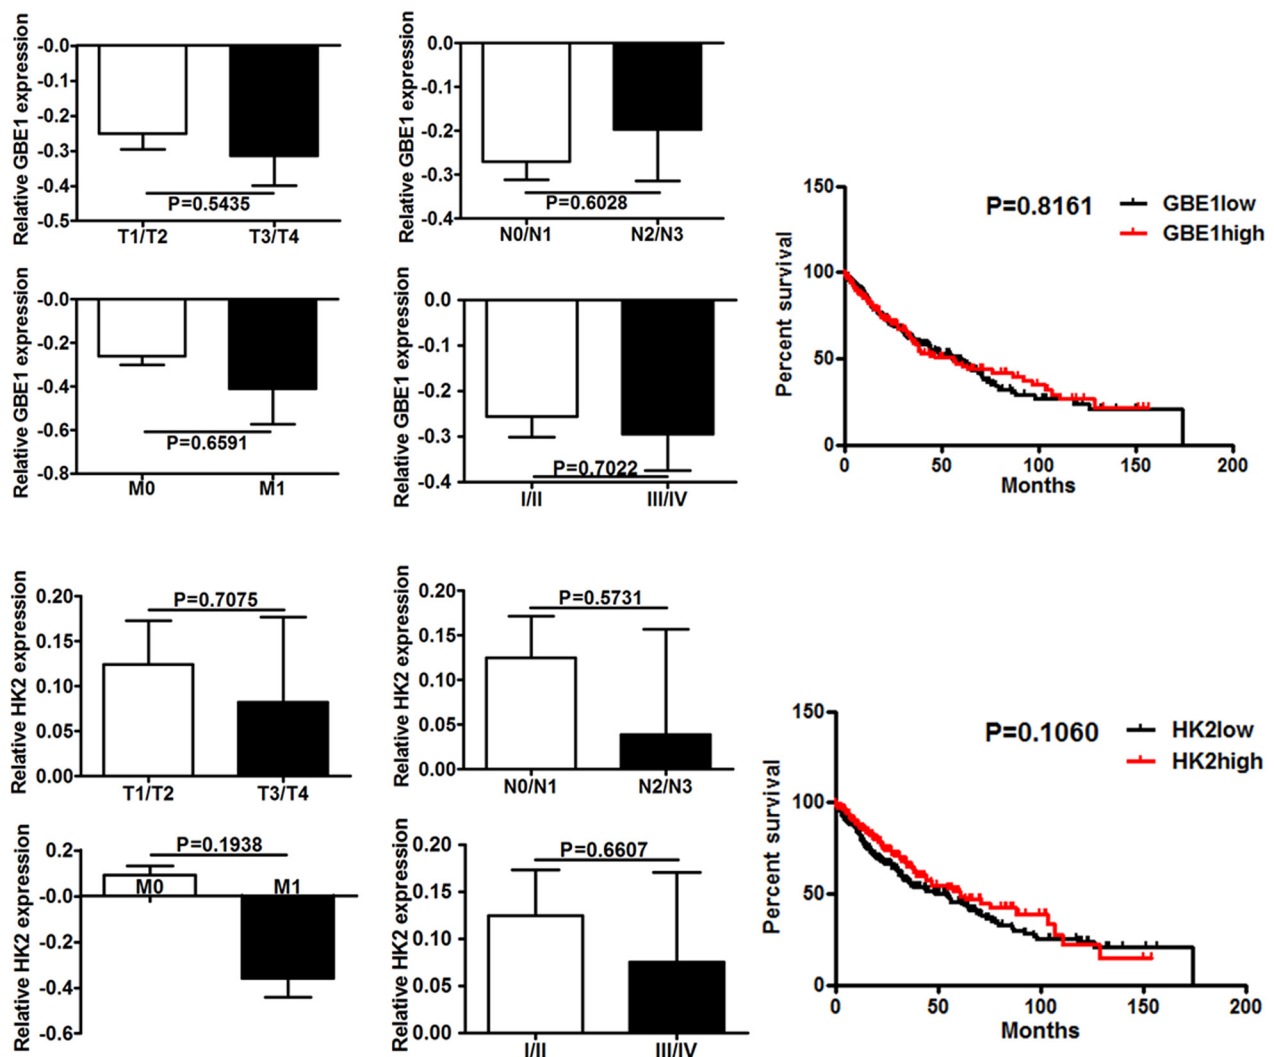 Relative GBE1 expression
-0.0
-0.1
-0.2
-0.3
-0.4
-0.5
P=0.5435
T1/T2 T3/T4
Relative GBE1 expression
0.0
-0.1
-0.2
-0.3
-0.4
P=0.6028
N0/N1 N2/N3
Relative GBE1 expression
-0.0
-0.2
-0.4
-0.6
-0.8
P=0.6591
M0 M1
Relative GBE1 expression
0.0
-0.1
-0.2
-0.3
-0.4
P=0.7022
I/II III/IV
P=0.8161
GBE1low
GBE1high
Percent survival
150
100
50
0
0 50 100 150 200
Months
Relative HK2 expression
0.20
0.15
0.10
0.05
0.00
P=0.7075
T1/T2 T3/T4
Relative HK2 expression
0.20
0.15
0.10
0.05
0.00
P=0.5731
N0/N1 N2/N3
Relative HK2 expression
0.2
-0.0
-0.2
-0.4
-0.6
P=0.1938
M0 M1
Relative HK2 expression
0.20
0.15
0.10
0.05
0.00
P=0.6607
I/II III/IV
P=0.1060
HK2low
HK2high
Percent survival
150
100
50
0
0 50 100 150 200
Months